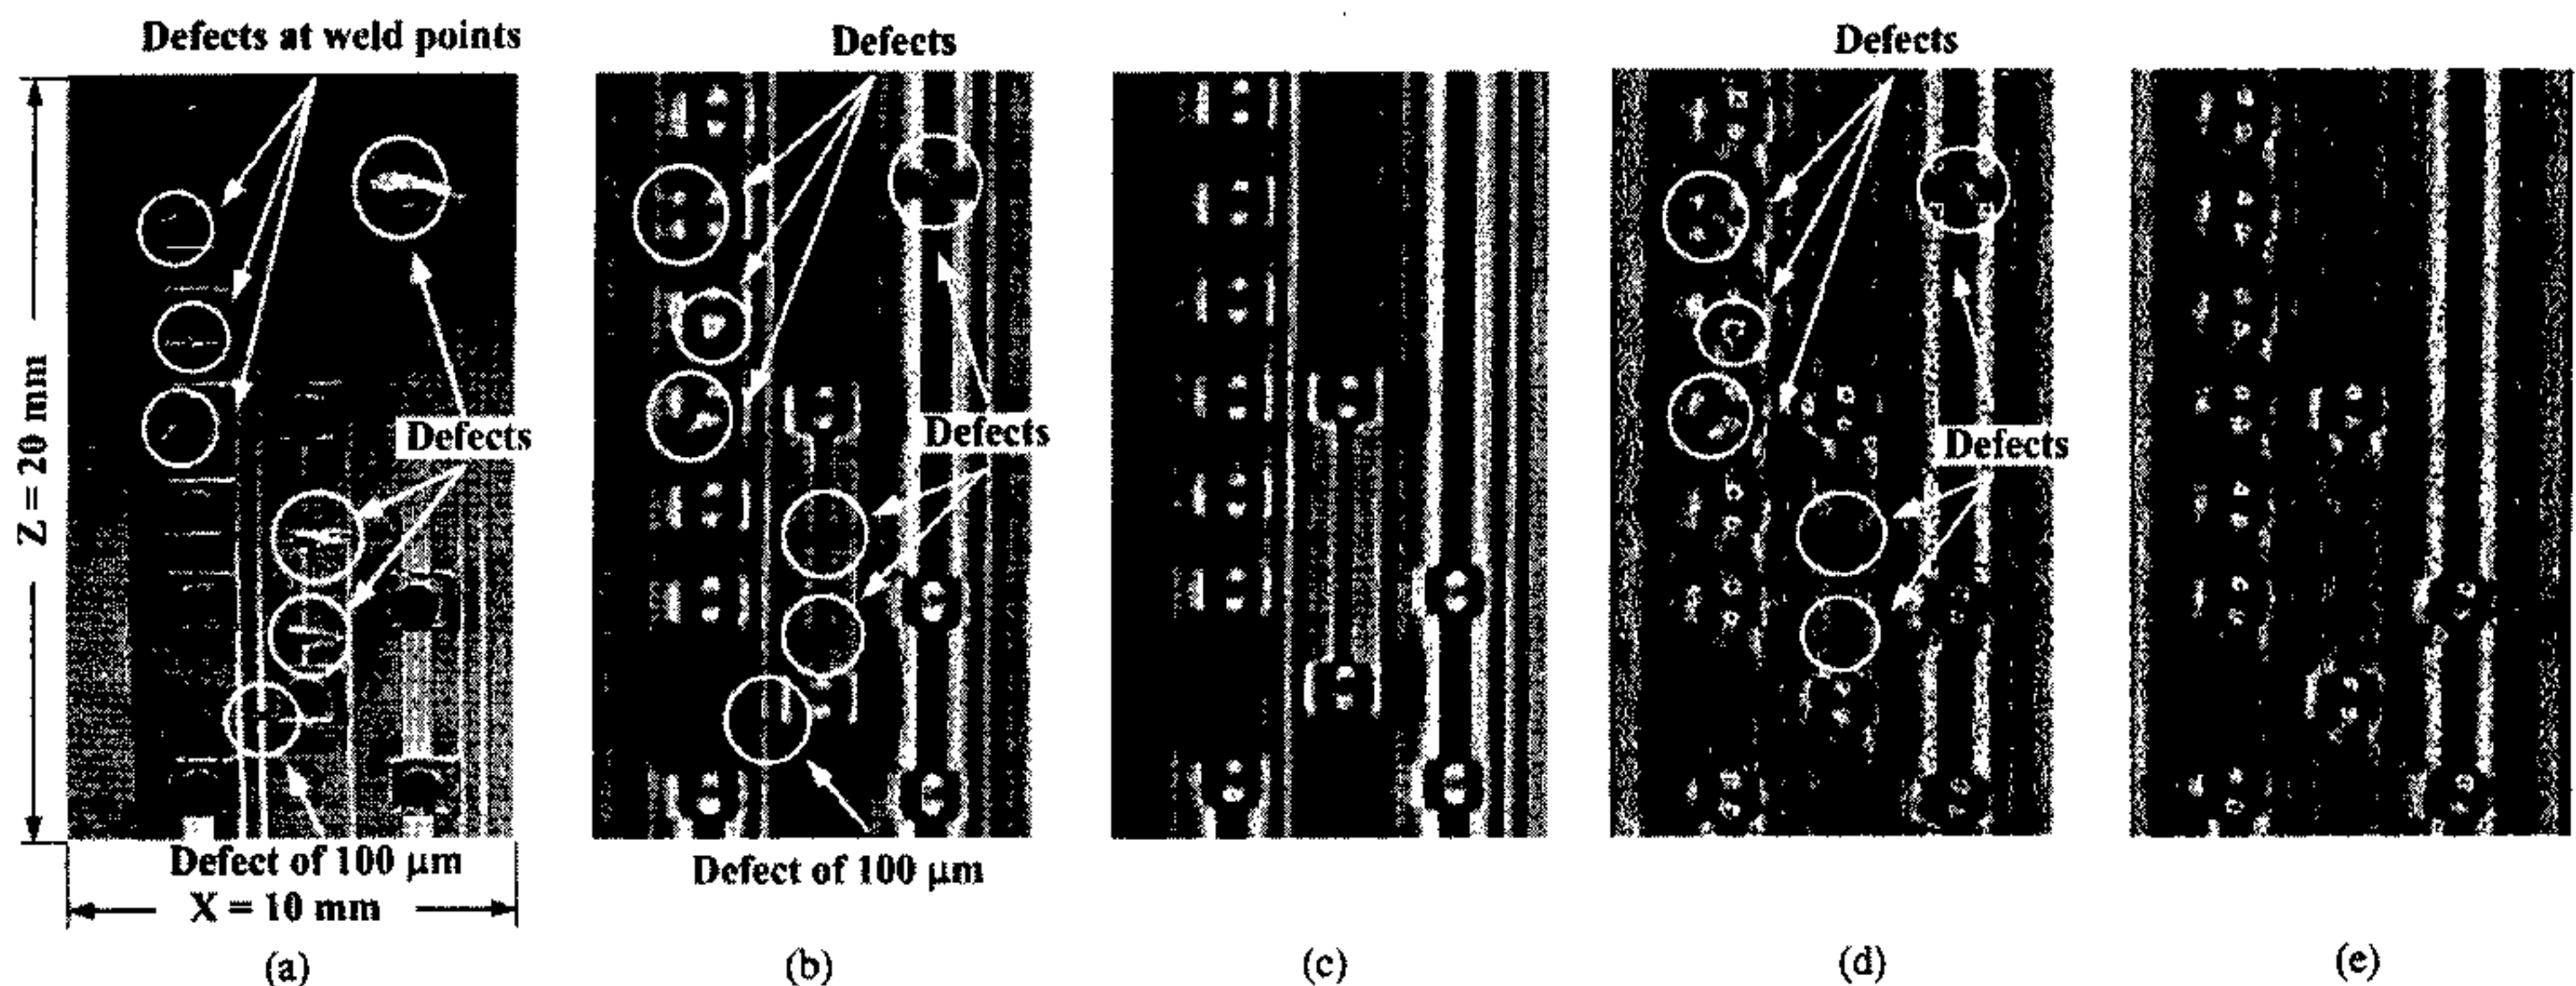 Defects at weld points
Defects
Defects
Z = 20 mm
Defects
Defects
Defects
Defect of 100 µm
Defect of 100 µm
X = 10 mm
(a)
(b)
(c)
(d)
(e)